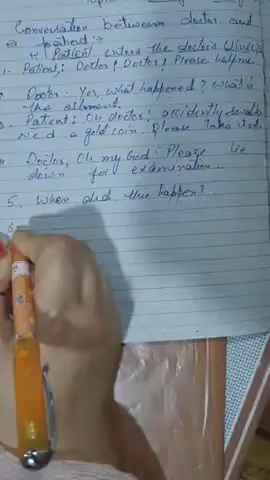 Conversation between doctor and
a patient:
Patient enters the doctor's clinic
1. Patient: Doctor! Doctor! Please help me.
2 Doctor: Yes, what happened? What is
the ailment.
3. Patient: Oh doctor, accidently swallo-
wed a gold coin. Please take it out.
4 Doctor, Oh my God! Please lie
down for examination.
5. When did this happen?
6